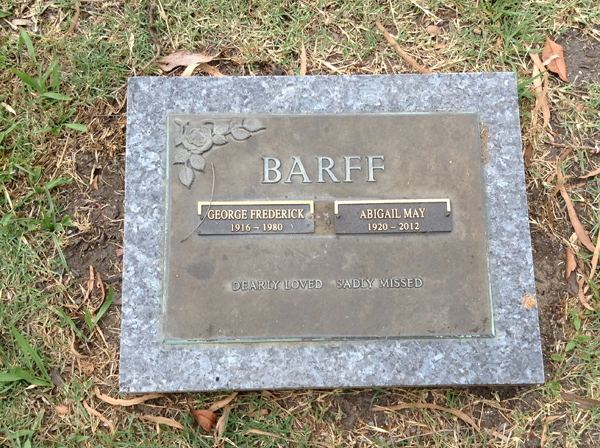 BARFF
GEORGE FREDERICK
1916 ~ 1980
ABIGAIL MAY
1920 ~ 2012
DEARLY LOVED SADLY MISSED